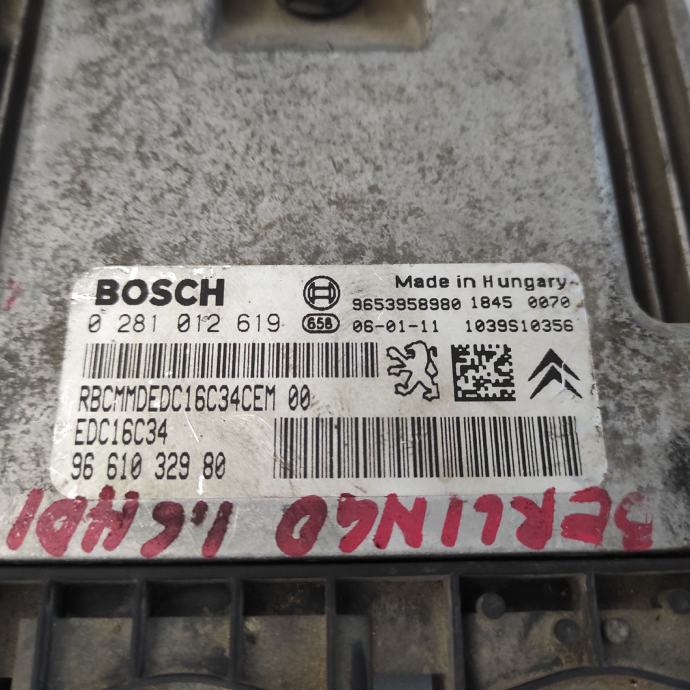 BOSCH
Made in Hungary
9653958980 1845 0070
0 281 012 619 656 06-01-11 1039S10356
RBCMMDEDC16C34CEM 00
EDC16C34
96 610 329 80
BERLINGO 1.6HDI